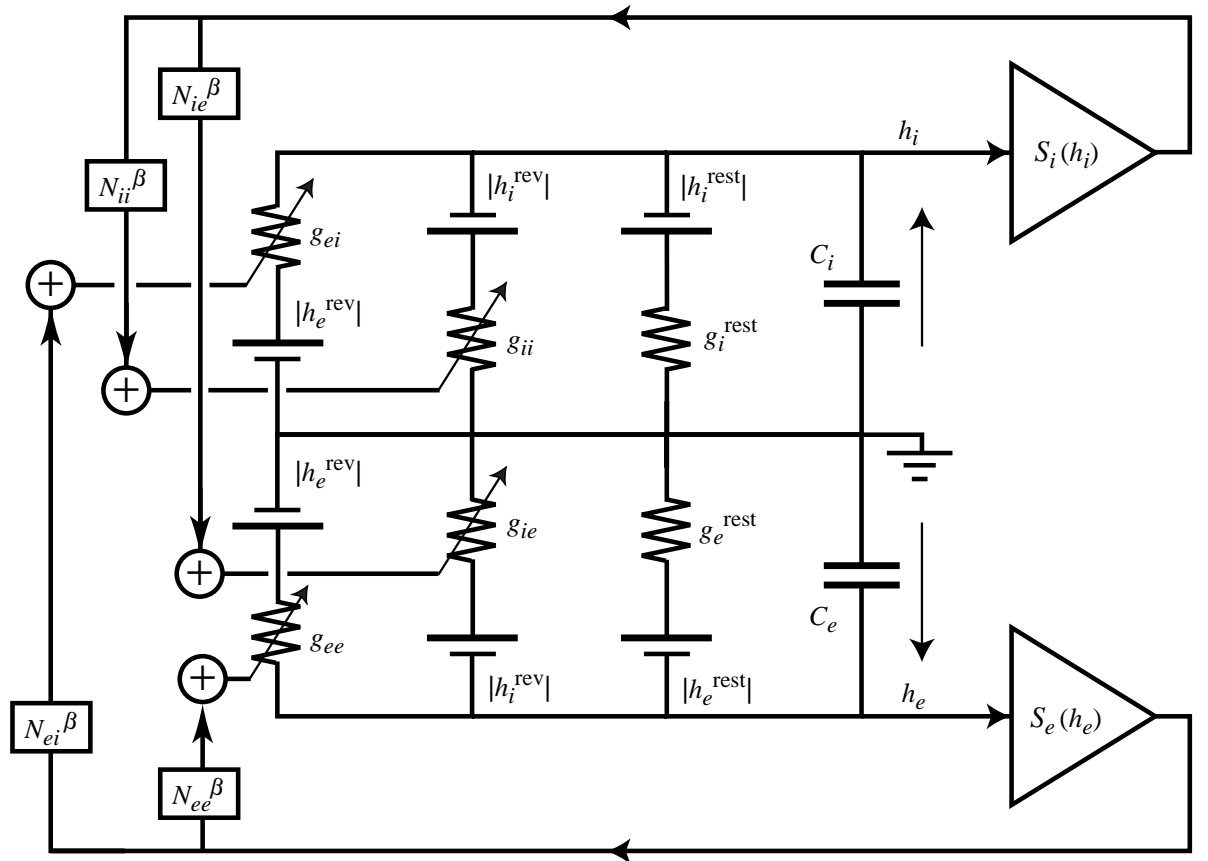 N_ie^β
h_i
S_i(h_i)
N_ii^β
|h_i^rev|
|h_i^rest|
g_ei
C_i
+
|h_e^rev|
g_ii
g_i^rest
+
|h_e^rev|
g_ie
g_e^rest
+
C_e
g_ee
+
|h_i^rev|
|h_e^rest|
h_e
S_e(h_e)
N_ei^β
N_ee^β